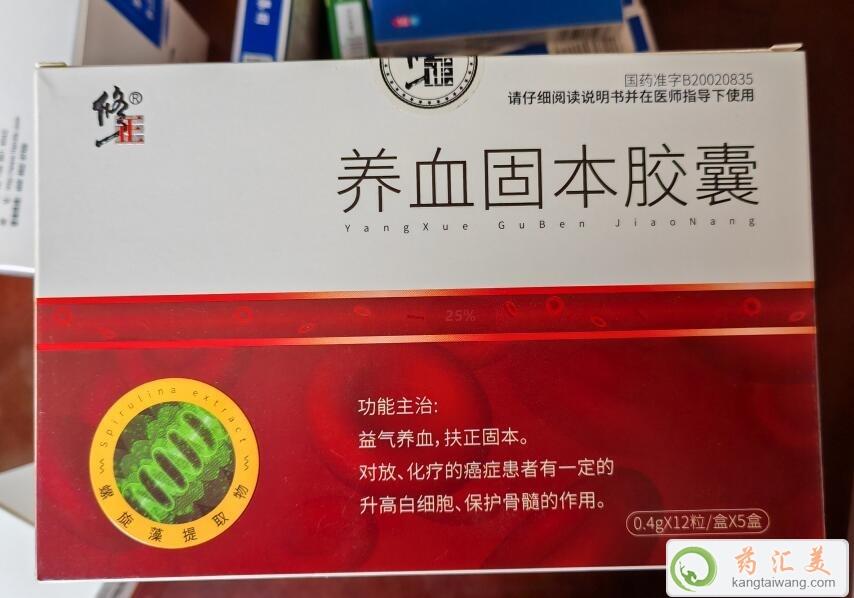 修正®
国药准字B20020835
请仔细阅读说明书并在医师指导下使用
养血固本胶囊
YangXue GuBen JiaoNang
25%
Spirulina extract
螺旋藻提取物
功能主治:
益气养血,扶正固本。
对放、化疗的癌症患者有一定的
升高白细胞、保护骨髓的作用。
0.4gX12粒/盒X5盒
药汇美
kangtaiwang.com